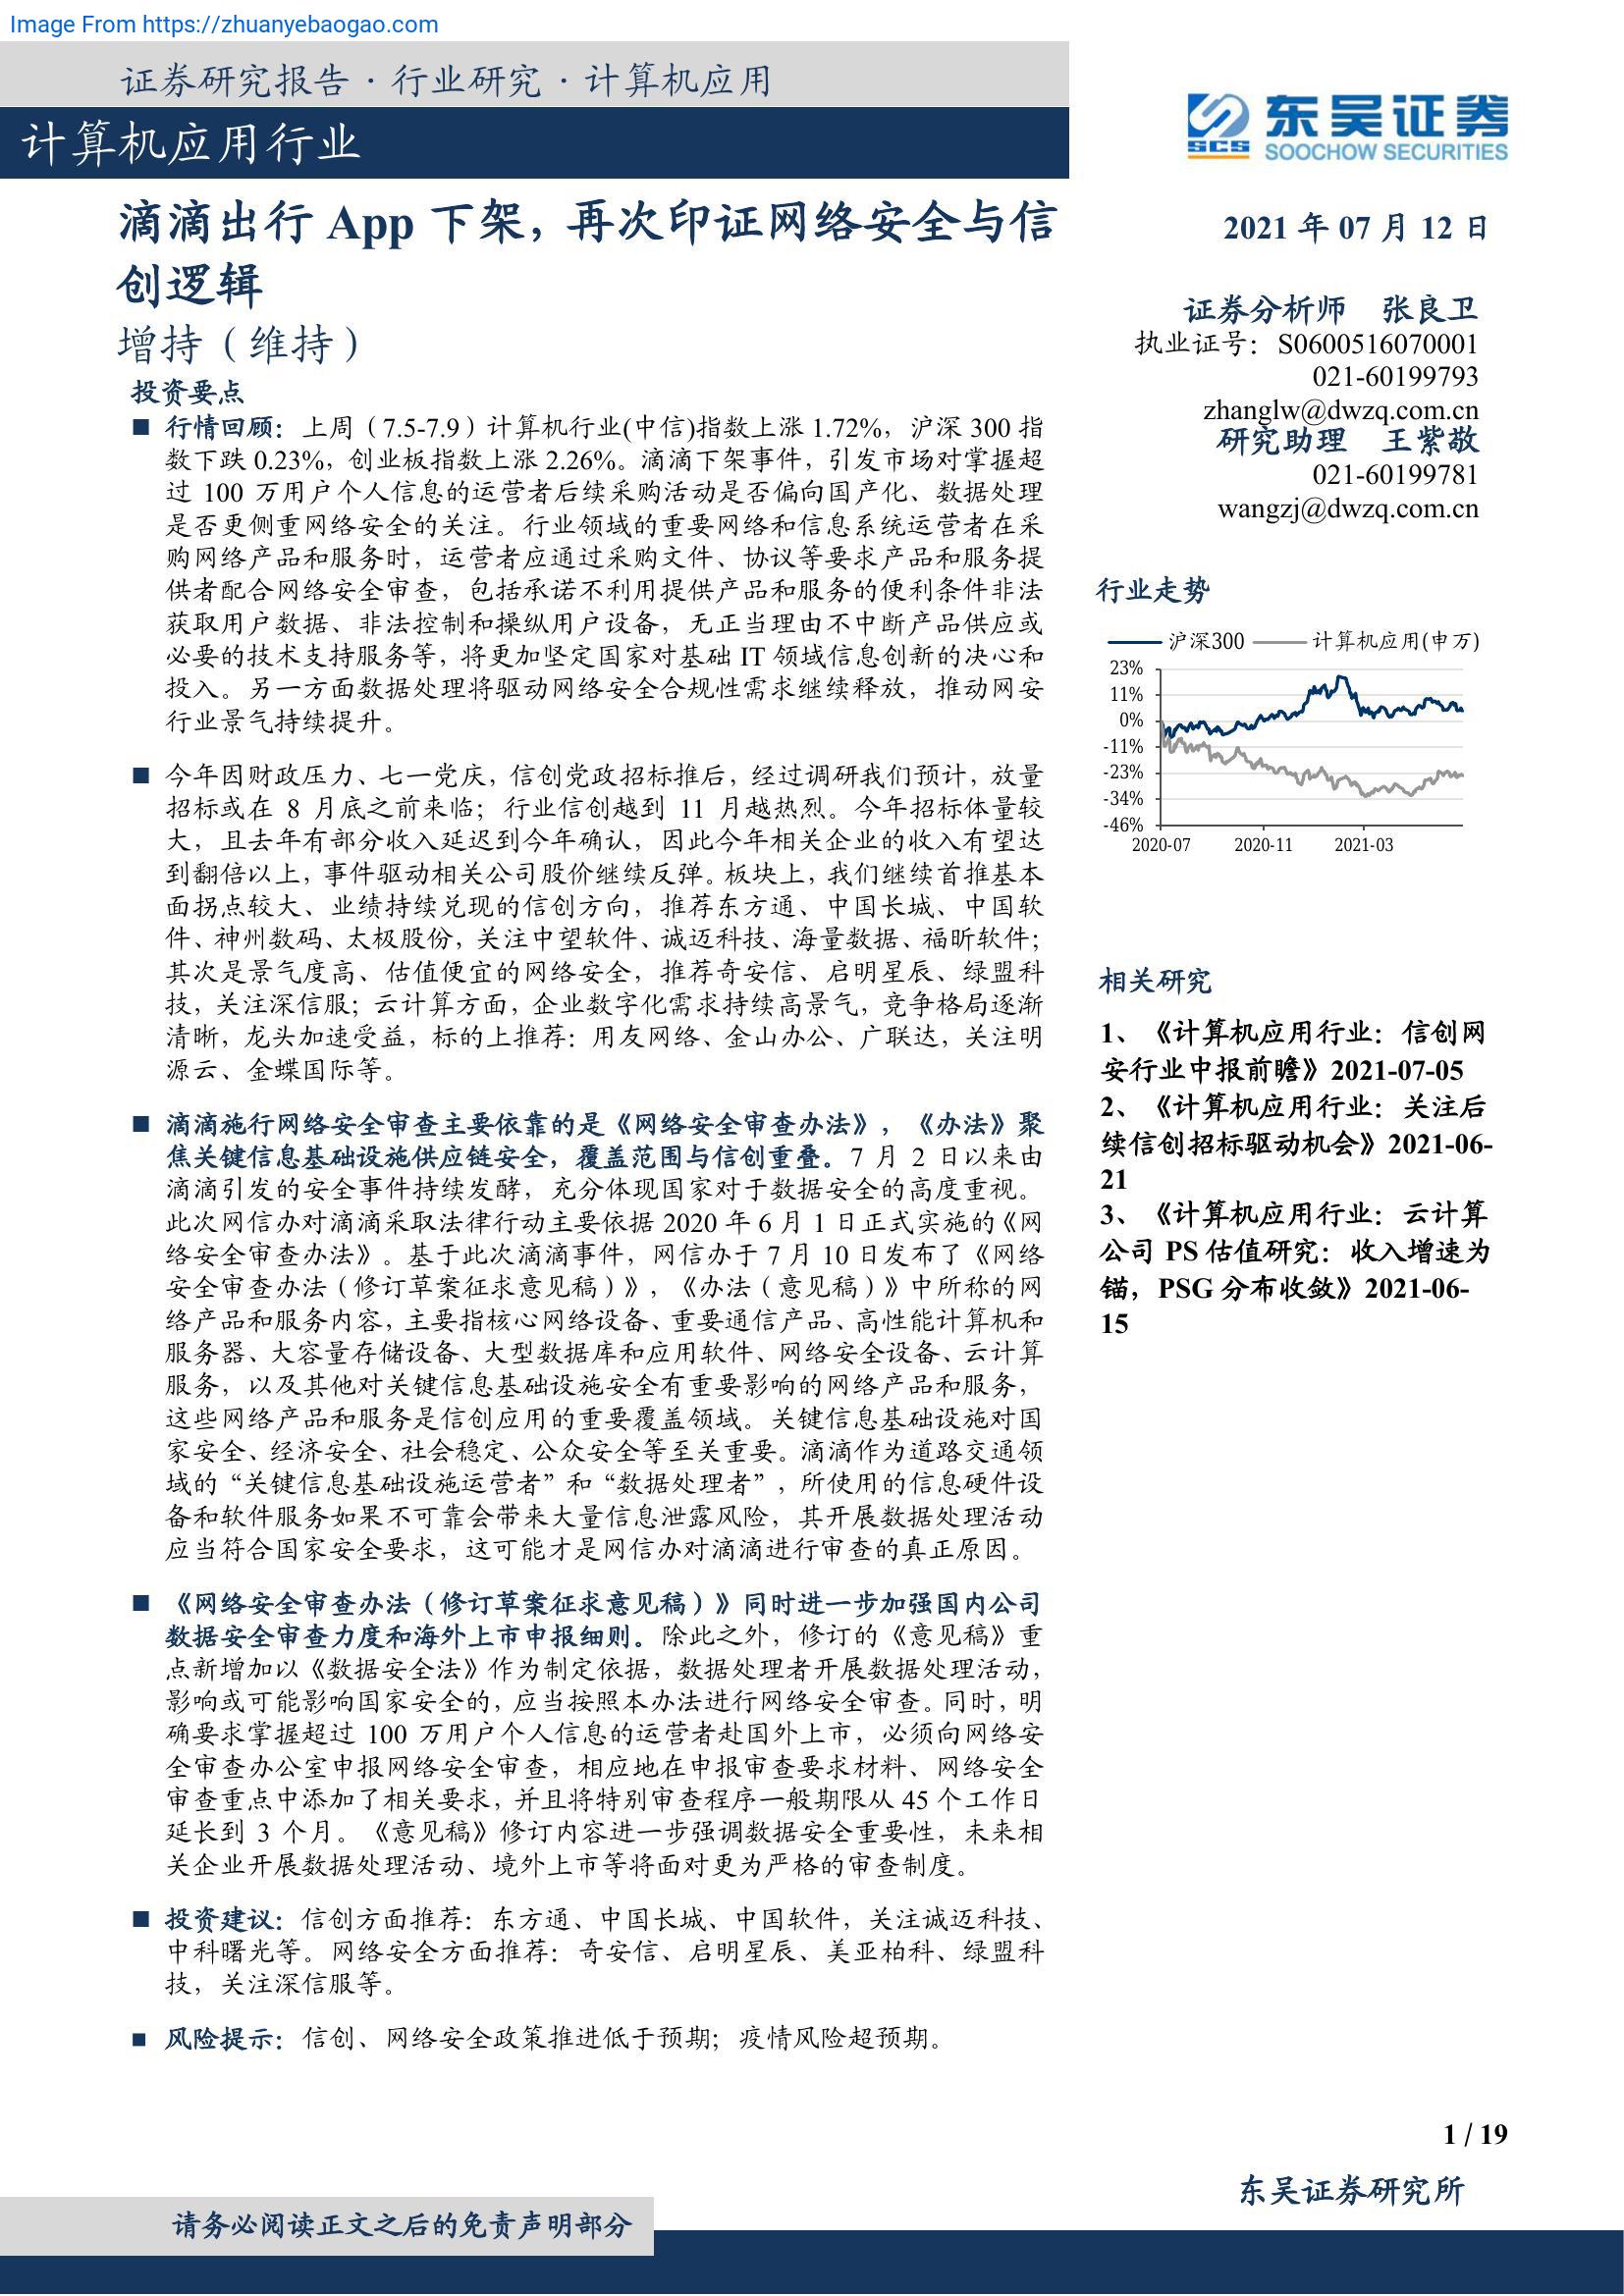 Image From https://zhuanyebaogao.com
证券研究报告·行业研究·计算机应用
计算机应用行业
东吴证券
SCS
SOOCHOW SECURITIES
滴滴出行 App 下架，再次印证网络安全与信
创逻辑
增持（维持）
投资要点
■ 行情回顾：上周（7.5-7.9）计算机行业(中信)指数上涨 1.72%，沪深 300 指
数下跌 0.23%，创业板指数上涨 2.26%。滴滴下架事件，引发市场对掌握超
过 100 万用户个人信息的运营者后续采购活动是否偏向国产化、数据处理
是否更侧重网络安全的关注。行业领域的重要网络和信息系统运营者在采
购网络产品和服务时，运营者应通过采购文件、协议等要求产品和服务提
供者配合网络安全审查，包括承诺不利用提供产品和服务的便利条件非法
获取用户数据、非法控制和操纵用户设备，无正当理由不中断产品供应或
必要的技术支持服务等，将更加坚定国家对基础 IT 领域信息创新的决心和
投入。另一方面数据处理将驱动网络安全合规性需求继续释放，推动网安
行业景气持续提升。
■ 今年因财政压力、七一党庆，信创党政招标推后，经过调研我们预计，放量
招标或在 8 月底之前来临；行业信创越到 11 月越热烈。今年招标体量较
大，且去年有部分收入延迟到今年确认，因此今年相关企业的收入有望达
到翻倍以上，事件驱动相关公司股价继续反弹。板块上，我们继续首推基本
面拐点较大、业绩持续兑现的信创方向，推荐东方通、中国长城、中国软
件、神州数码、太极股份，关注中望软件、诚迈科技、海量数据、福昕软件；
其次是景气度高、估值便宜的网络安全，推荐奇安信、启明星辰、绿盟科
技，关注深信服；云计算方面，企业数字化需求持续高景气，竞争格局逐渐
清晰，龙头加速受益，标的上推荐：用友网络、金山办公、广联达，关注明
源云、金蝶国际等。
■ 滴滴施行网络安全审查主要依靠的是《网络安全审查办法》，《办法》聚
焦关键信息基础设施供应链安全，覆盖范围与信创重叠。7 月 2 日以来由
滴滴引发的安全事件持续发酵，充分体现国家对于数据安全的高度重视。
此次网信办对滴滴采取法律行动主要依据 2020 年 6 月 1 日正式实施的《网
络安全审查办法》。基于此次滴滴事件，网信办于 7 月 10 日发布了《网络
安全审查办法（修订草案征求意见稿）》，《办法（意见稿）》中所称的网
络产品和服务内容，主要指核心网络设备、重要通信产品、高性能计算机和
服务器、大容量存储设备、大型数据库和应用软件、网络安全设备、云计算
服务，以及其他对关键信息基础设施安全有重要影响的网络产品和服务，
这些网络产品和服务是信创应用的重要覆盖领域。关键信息基础设施对国
家安全、经济安全、社会稳定、公众安全等至关重要。滴滴作为道路交通领
域的“关键信息基础设施运营者”和“数据处理者”，所使用的信息硬件设
备和软件服务如果不可靠会带来大量信息泄露风险，其开展数据处理活动
应当符合国家安全要求，这可能才是网信办对滴滴进行审查的真正原因。
■ 《网络安全审查办法（修订草案征求意见稿）》同时进一步加强国内公司
数据安全审查力度和海外上市申报细则。除此之外，修订的《意见稿》重
点新增加以《数据安全法》作为制定依据，数据处理者开展数据处理活动，
影响或可能影响国家安全的，应当按照本办法进行网络安全审查。同时，明
确要求掌握超过 100 万用户个人信息的运营者赴国外上市，必须向网络安
全审查办公室申报网络安全审查，相应地在申报审查要求材料、网络安全
审查重点中添加了相关要求，并且将特别审查程序一般期限从 45 个工作日
延长到 3 个月。《意见稿》修订内容进一步强调数据安全重要性，未来相
关企业开展数据处理活动、境外上市等将面对更为严格的审查制度。
■ 投资建议：信创方面推荐：东方通、中国长城、中国软件，关注诚迈科技、
中科曙光等。网络安全方面推荐：奇安信、启明星辰、美亚柏科、绿盟科
技，关注深信服等。
■ 风险提示：信创、网络安全政策推进低于预期；疫情风险超预期。
2021 年 07 月 12 日
证券分析师 张良卫
执业证号：S0600516070001
021-60199793
zhanglw@dwzq.com.cn
研究助理 王紫敬
021-60199781
wangzj@dwzq.com.cn
行业走势
沪深300 计算机应用(申万)
23%
11%
0%
-11%
-23%
-34%
-46%
2020-07 2020-11 2021-03
相关研究
1、《计算机应用行业：信创网
安行业中报前瞻》2021-07-05
2、《计算机应用行业：关注后
续信创招标驱动机会》2021-06-
21
3、《计算机应用行业：云计算
公司 PS 估值研究：收入增速为
锚，PSG 分布收敛》2021-06-
15
1 / 19
东吴证券研究所
请务必阅读正文之后的免责声明部分